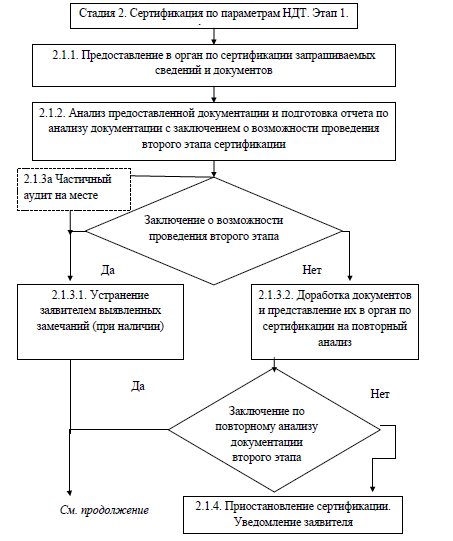 Стадия 2. Сертификация по параметрам НДТ. Этап 1.
2.1.1. Предоставление в орган по сертификации запрашиваемых
сведений и документов
2.1.2. Анализ предоставленной документации и подготовка отчета по
анализу документации с заключением о возможности проведения
второго этапа сертификации
2.1.3а Частичный
аудит на месте
Заключение о возможности
проведения второго этапа
Да
Нет
2.1.3.1. Устранение
заявителем выявленных
замечаний (при наличии)
2.1.3.2. Доработка документов
и представление их в орган по
сертификации на повторный
анализ
Да
Нет
Заключение по
повторному анализу
документации
второго этапа
См. продолжение
2.1.4. Приостановление сертификации.
Уведомление заявителя